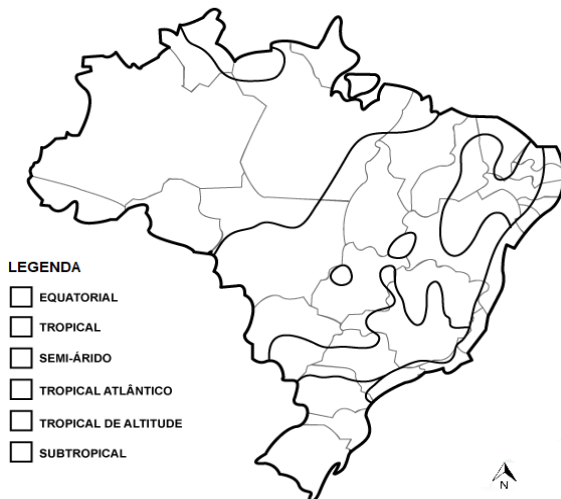 LEGENDA
EQUATORIAL
TROPICAL
SEMI-ÁRIDO
TROPICAL ATLÂNTICO
TROPICAL DE ALTITUDE
SUBTROPICAL
N